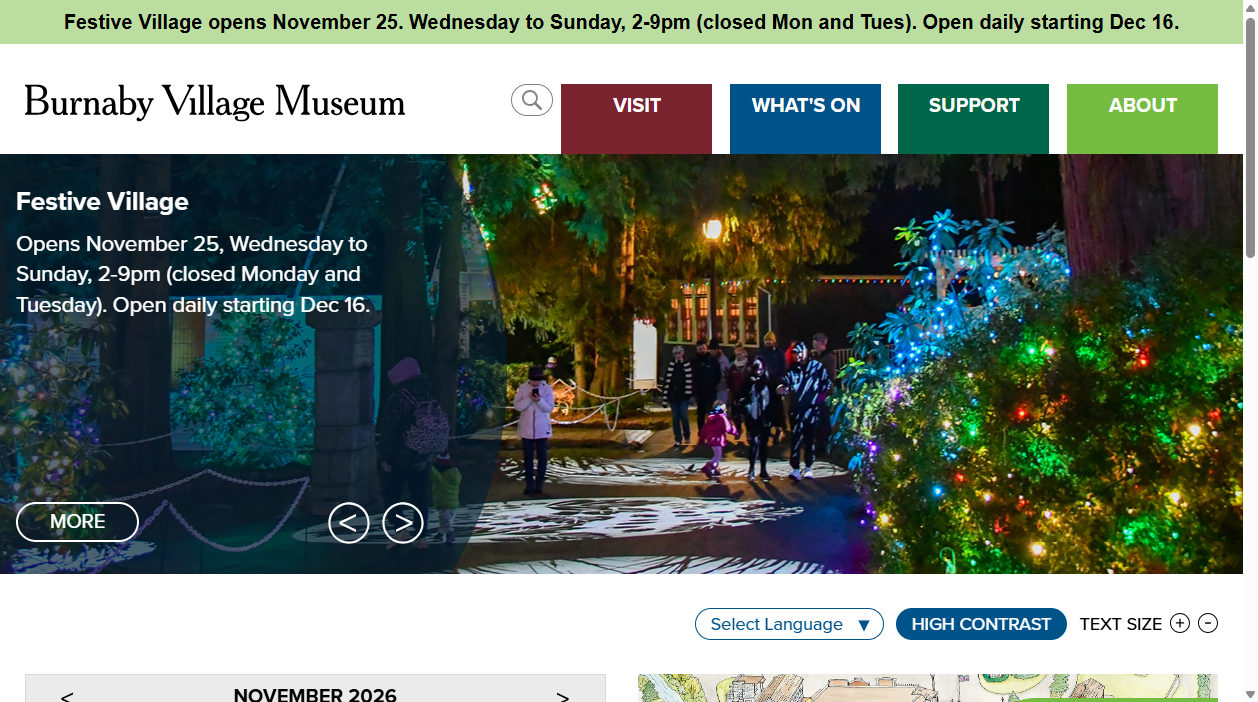 Festive Village opens November 25. Wednesday to Sunday, 2-9pm (closed Mon and Tues). Open daily starting Dec 16.
Burnaby Village Museum
VISIT
WHAT'S ON
SUPPORT
ABOUT
Festive Village
Opens November 25, Wednesday to
Sunday, 2-9pm (closed Monday and
Tuesday). Open daily starting Dec 16.
MORE
< >
Select Language ▼
HIGH CONTRAST
TEXT SIZE + -
< NOVEMBER 2026 >